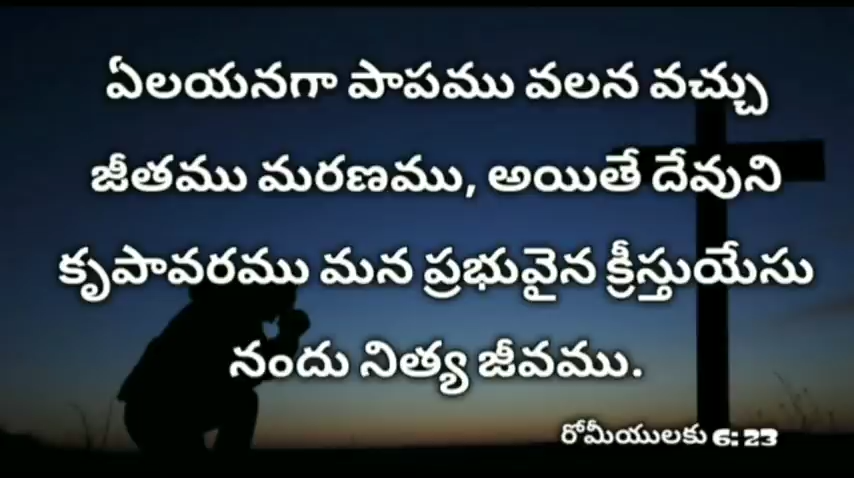 ఏలయనగా పాపము వలన వచ్చు
జీతము మరణము, అయితే దేవుని
కృపావరము మన ప్రభువైన క్రీస్తుయేసు
నందు నిత్య జీవము.
రోమీయులకు 6: 23